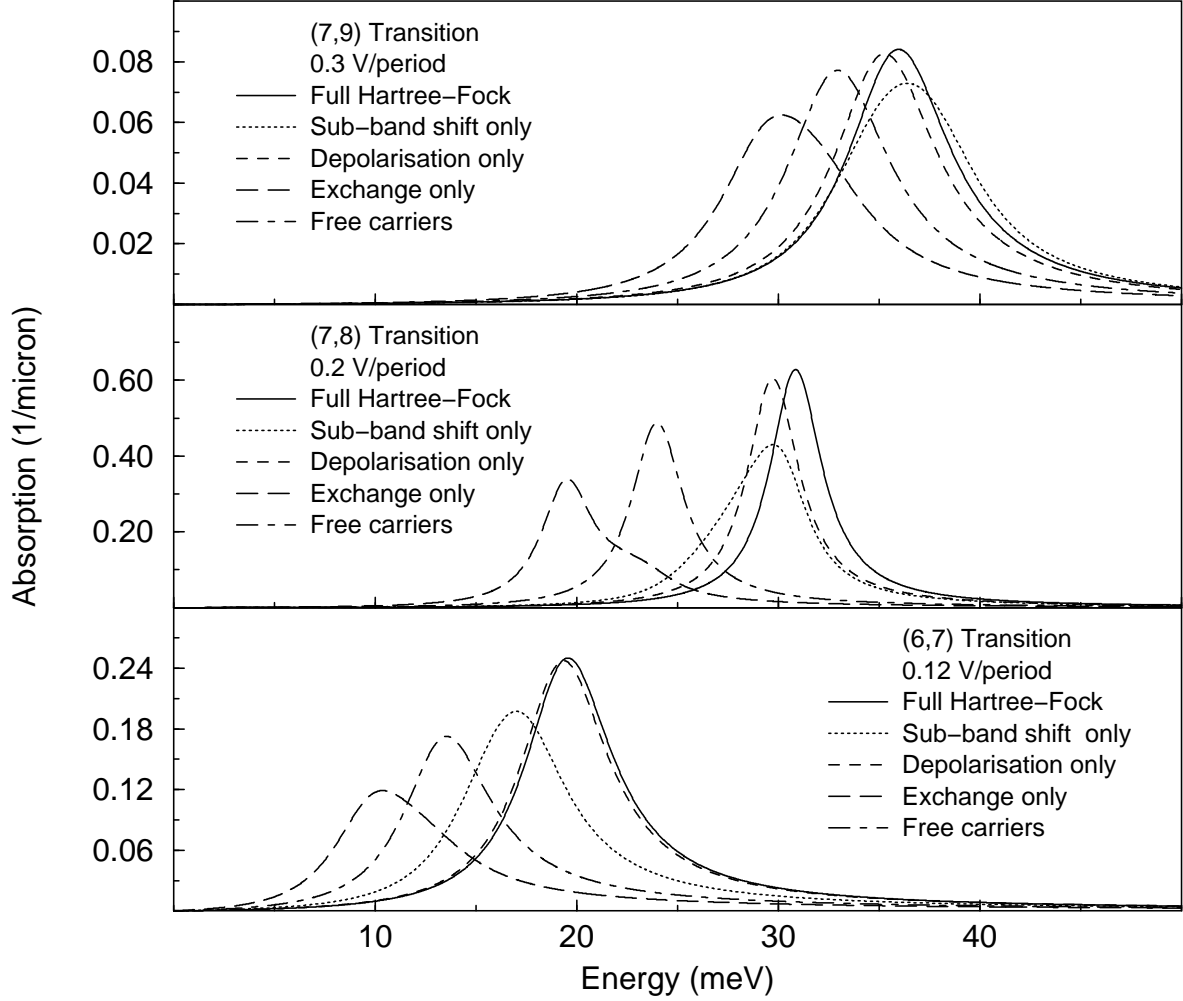 (7,9) Transition
0.3 V/period
Full Hartree−Fock
Sub−band shift only
Depolarisation only
Exchange only
Free carriers
0.08
0.06
0.04
0.02
(7,8) Transition
0.2 V/period
Full Hartree−Fock
Sub−band shift only
Depolarisation only
Exchange only
Free carriers
0.60
0.40
0.20
(6,7) Transition
0.12 V/period
Full Hartree−Fock
Sub−band shift  only
Depolarisation only
Exchange only
Free carriers
0.24
0.18
0.12
0.06
Absorption (1/micron)
10 20 30 40
Energy (meV)